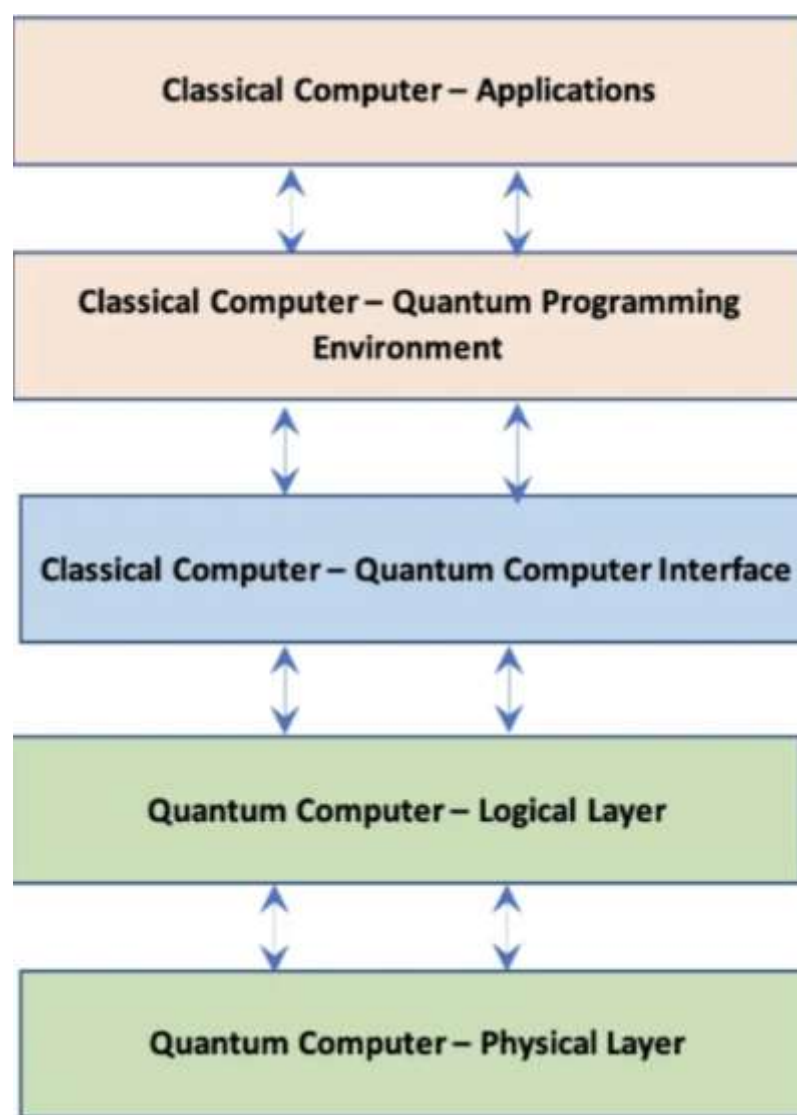 Classical Computer – Applications
Classical Computer – Quantum Programming
Environment
Classical Computer – Quantum Computer Interface
Quantum Computer – Logical Layer
Quantum Computer – Physical Layer